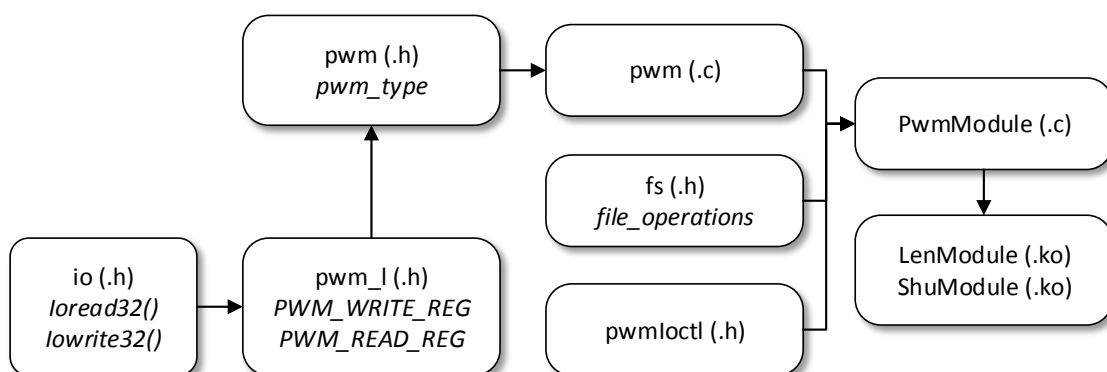 pwm (.h)
pwm_type
pwm (.c)
PwmModule (.c)
fs (.h)
file_operations
io (.h)
Ioread32()
Iowrite32()
pwm_l (.h)
PWM_WRITE_REG
PWM_READ_REG
pwmIoctl (.h)
LenModule (.ko)
ShuModule (.ko)